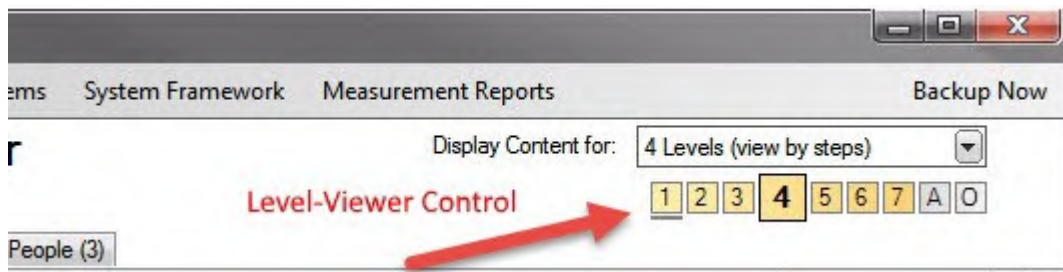 System Framework Measurement Reports Backup Now
Display Content for: 4 Levels (view by steps)
Level-Viewer Control 1 2 3 4 5 6 7 A O
People (3)